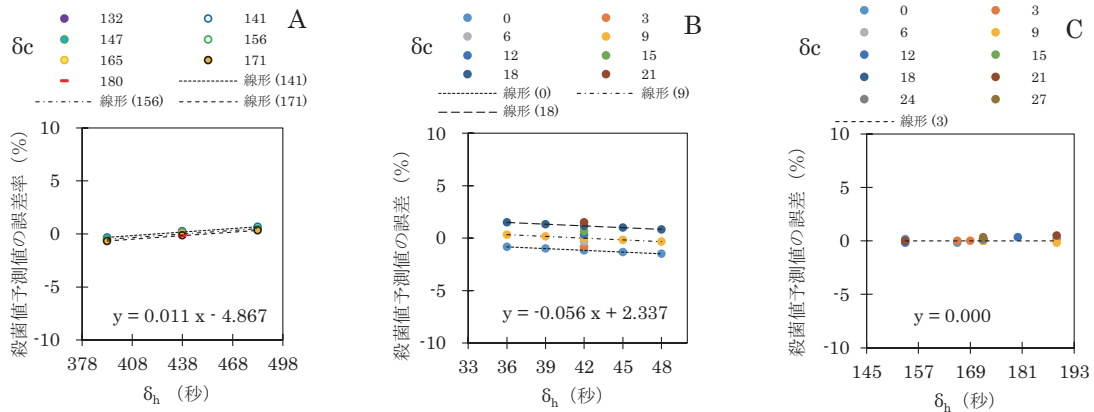 A
δc
132 141
147 156
165 171
180 線形 (141)
線形 (156) 線形 (171)
殺菌値予測値の誤差率 (%)
10
5
0
-5
-10
y = 0.011 x - 4.867
378 408 438 468 498
δh (秒)
B
δc
0 3
6 9
12 15
18 21
線形 (0) 線形 (9)
線形 (18)
殺菌値予測値の誤差 (%)
10
5
0
-5
-10
y = -0.056 x + 2.337
33 36 39 42 45 48
δh (秒)
C
δc
0 3
6 9
12 15
18 21
24 27
線形 (3)
殺菌値予測値の誤差 (%)
10
5
0
-5
-10
y = 0.000
145 157 169 181 193
δh (秒)